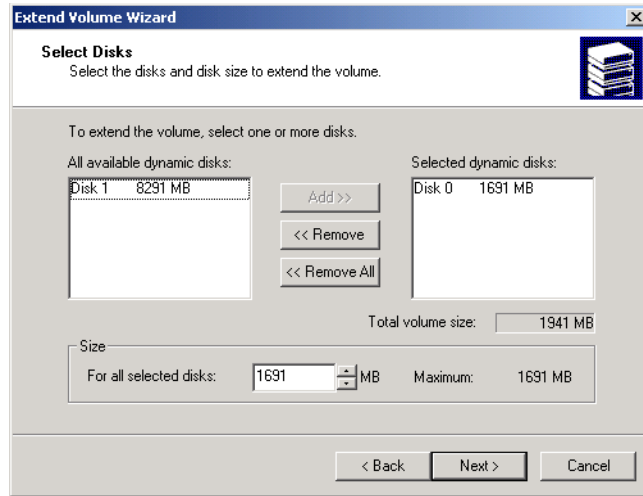 Extend Volume Wizard
Select Disks
Select the disks and disk size to extend the volume.
To extend the volume, select one or more disks.
All available dynamic disks:
Selected dynamic disks:
Disk 1 8291 MB
Disk 0 1691 MB
Add >>
<< Remove
<< Remove All
Total volume size: 1941 MB
Size
For all selected disks: 1691 MB Maximum: 1691 MB
< Back Next > Cancel